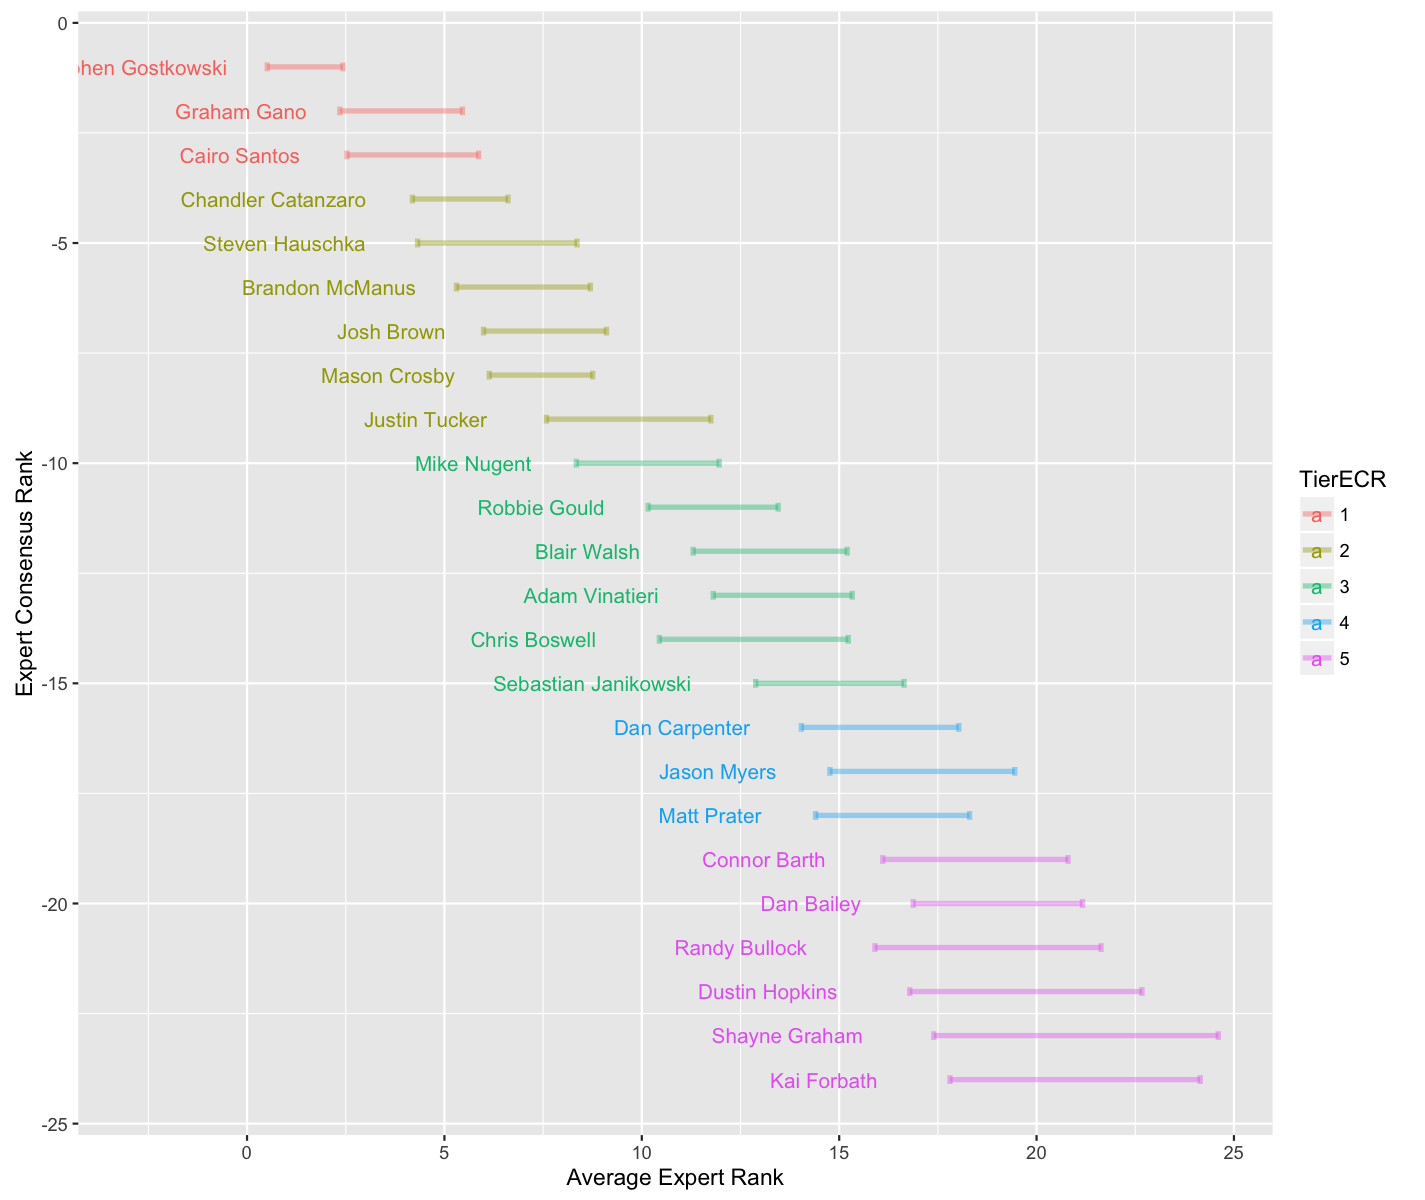 0
phen Gostkowski
Graham Gano
Cairo Santos
Chandler Catanzaro
-5
Steven Hauschka
Brandon McManus
Josh Brown
Mason Crosby
Justin Tucker
-10
Mike Nugent
Robbie Gould
Blair Walsh
Adam Vinatieri
Chris Boswell
-15
Sebastian Janikowski
Dan Carpenter
Jason Myers
Matt Prater
Connor Barth
-20
Dan Bailey
Randy Bullock
Dustin Hopkins
Shayne Graham
Kai Forbath
-25
Expert Consensus Rank
0 5 10 15 20 25
Average Expert Rank
TierECR
a 1
a 2
a 3
a 4
a 5